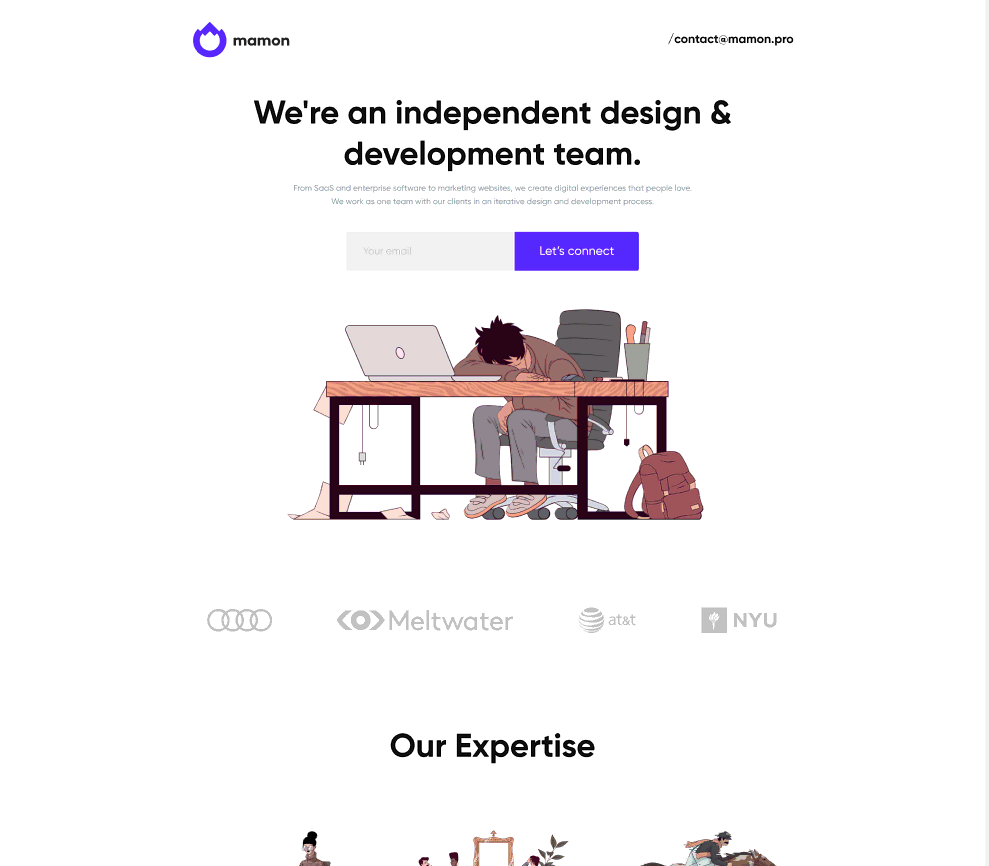 mamon
/contact@mamon.pro
We're an independent design &
development team.
From SaaS and enterprise software to marketing websites, we create digital experiences that people love.
We work as one team with our clients in an iterative design and development process.
Your email
Let's connect
Meltwater
at&t
NYU
Our Expertise